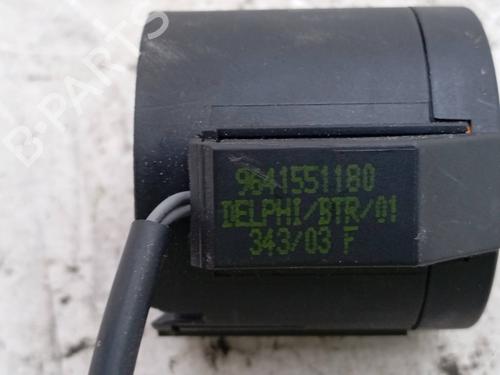 B-PARTS
9641551180
DELPHI/BTR/01
343/03 F